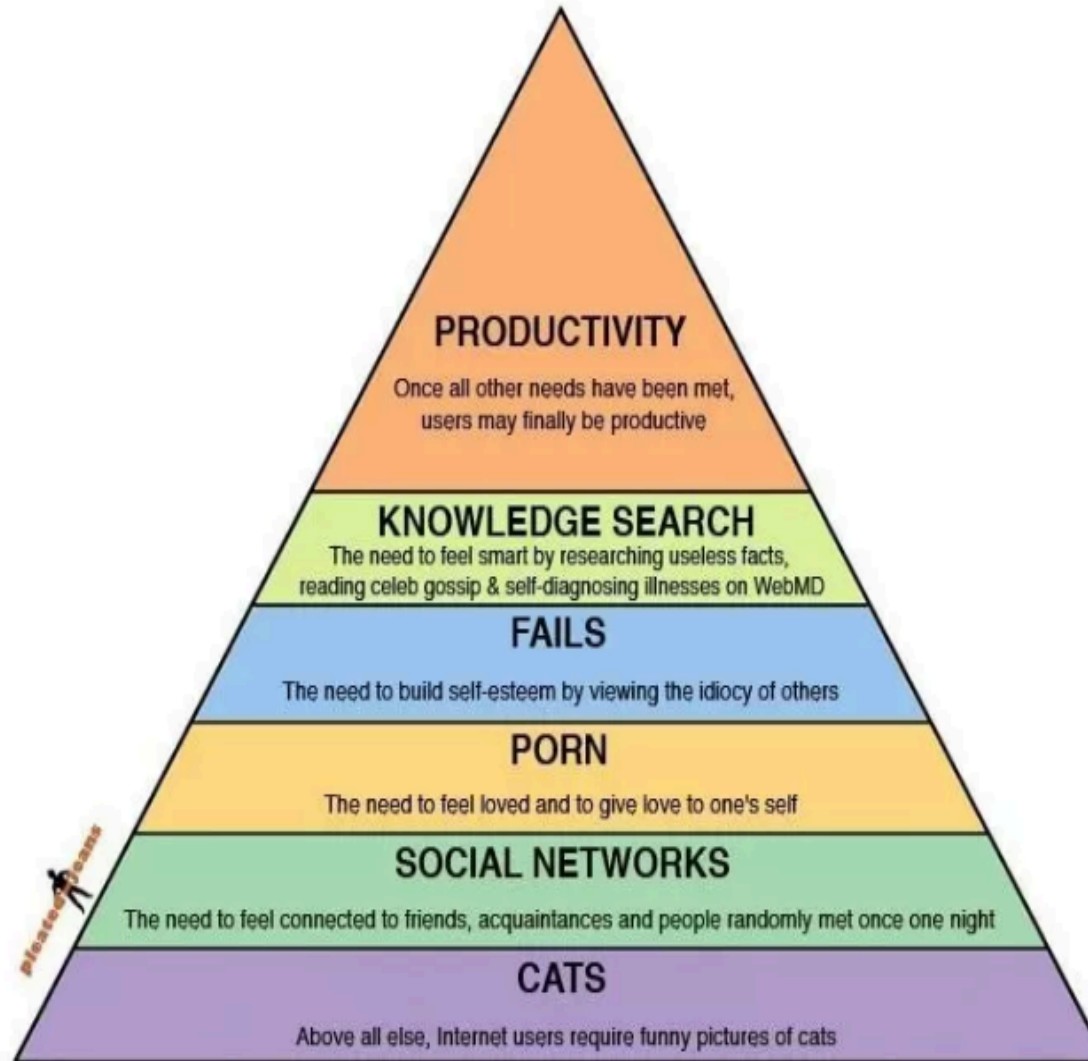 PRODUCTIVITY
Once all other needs have been met,
users may finally be productive
KNOWLEDGE SEARCH
The need to feel smart by researching useless facts,
reading celeb gossip & self-diagnosing illnesses on WebMD
FAILS
The need to build self-esteem by viewing the idiocy of others
PORN
The need to feel loved and to give love to one's self
SOCIAL NETWORKS
The need to feel connected to friends, acquaintances and people randomly met once one night
CATS
Above all else, Internet users require funny pictures of cats
pleated jeans